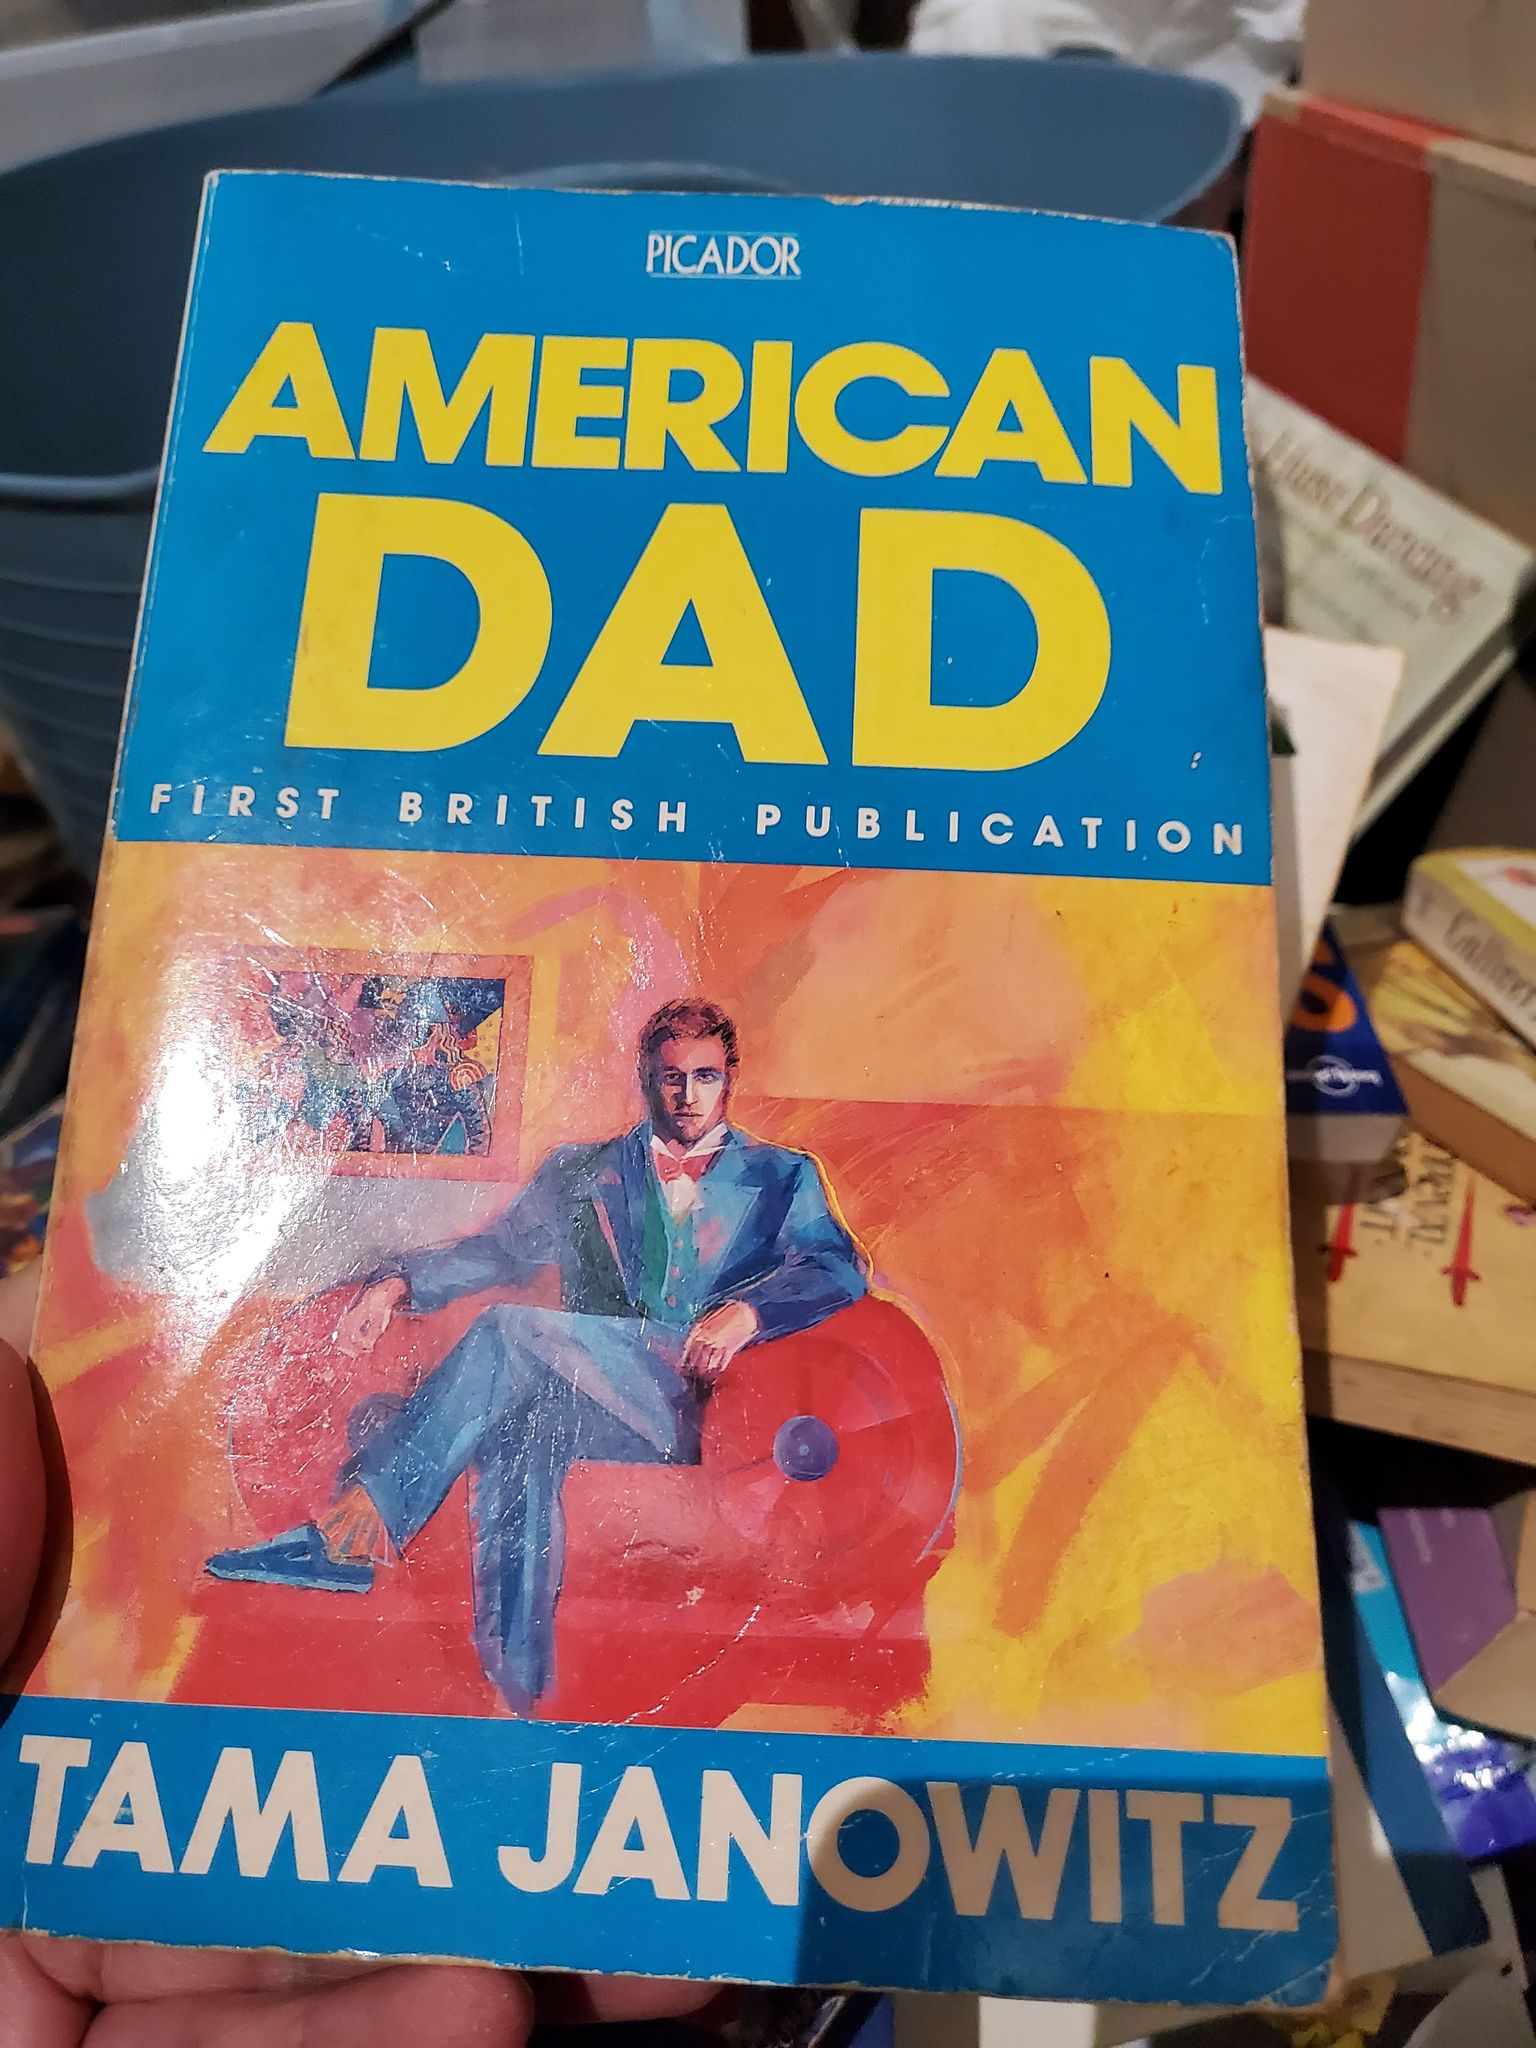 PICADOR
AMERICAN
DAD
FIRST BRITISH PUBLICATION
TAMA JANOWITZ